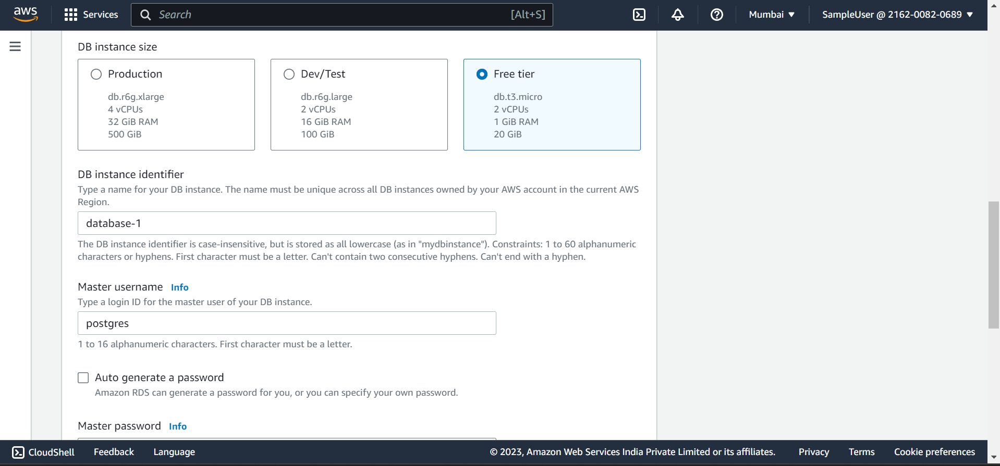 aws
Services
Search
[Alt+S]
Mumbai
SampleUser @ 2162-0082-0689
DB instance size
Production
db.r6g.xlarge
4 vCPUs
32 GiB RAM
500 GiB
Dev/Test
db.r6g.large
2 vCPUs
16 GiB RAM
100 GiB
Free tier
db.t3.micro
2 vCPUs
1 GiB RAM
20 GiB
DB instance identifier
Type a name for your DB instance. The name must be unique across all DB instances owned by your AWS account in the current AWS
Region.
database-1
The DB instance identifier is case-insensitive, but is stored as all lowercase (as in "mydbinstance"). Constraints: 1 to 60 alphanumeric
characters or hyphens. First character must be a letter. Can't contain two consecutive hyphens. Can't end with a hyphen.
Master username Info
Type a login ID for the master user of your DB instance.
postgres
1 to 16 alphanumeric characters. First character must be a letter.
Auto generate a password
Amazon RDS can generate a password for you, or you can specify your own password.
Master password Info
CloudShell
Feedback
Language
© 2023, Amazon Web Services India Private Limited or its affiliates.
Privacy
Terms
Cookie preferences